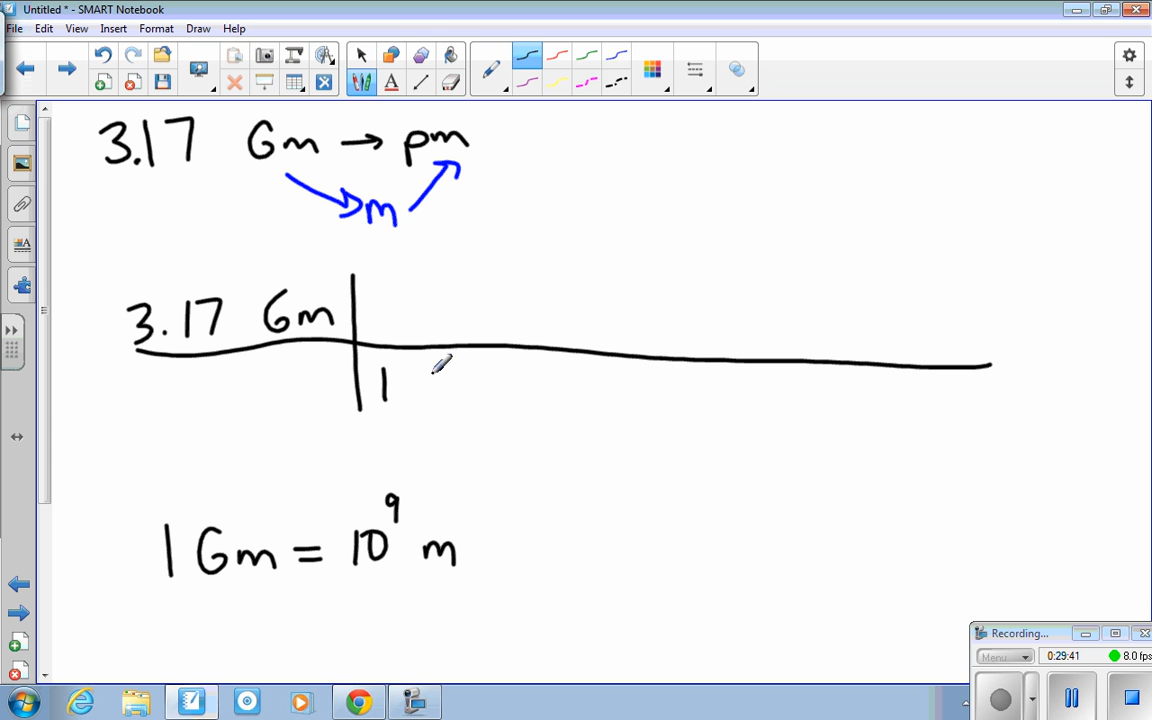 Untitled * - SMART Notebook
File Edit View Insert Format Draw Help
3.17 Gm → pm
m
3.17 Gm
1
1 Gm = 10⁹ m
Recording...
Menu
0:29:41
8.0 fps